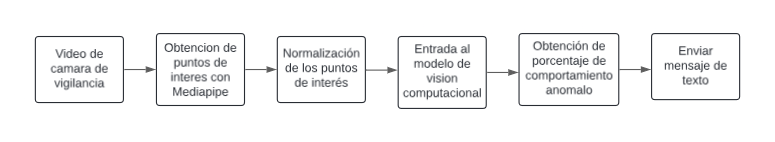 Video de
camara de
vigilancia
Obtencion de
puntos de
interes con
Mediapipe
Normalización
de los puntos
de interés
Entrada al
modelo de
vision
computacional
Obtención de
porcentaje de
comportamiento
anomalo
Enviar
mensaje de
texto